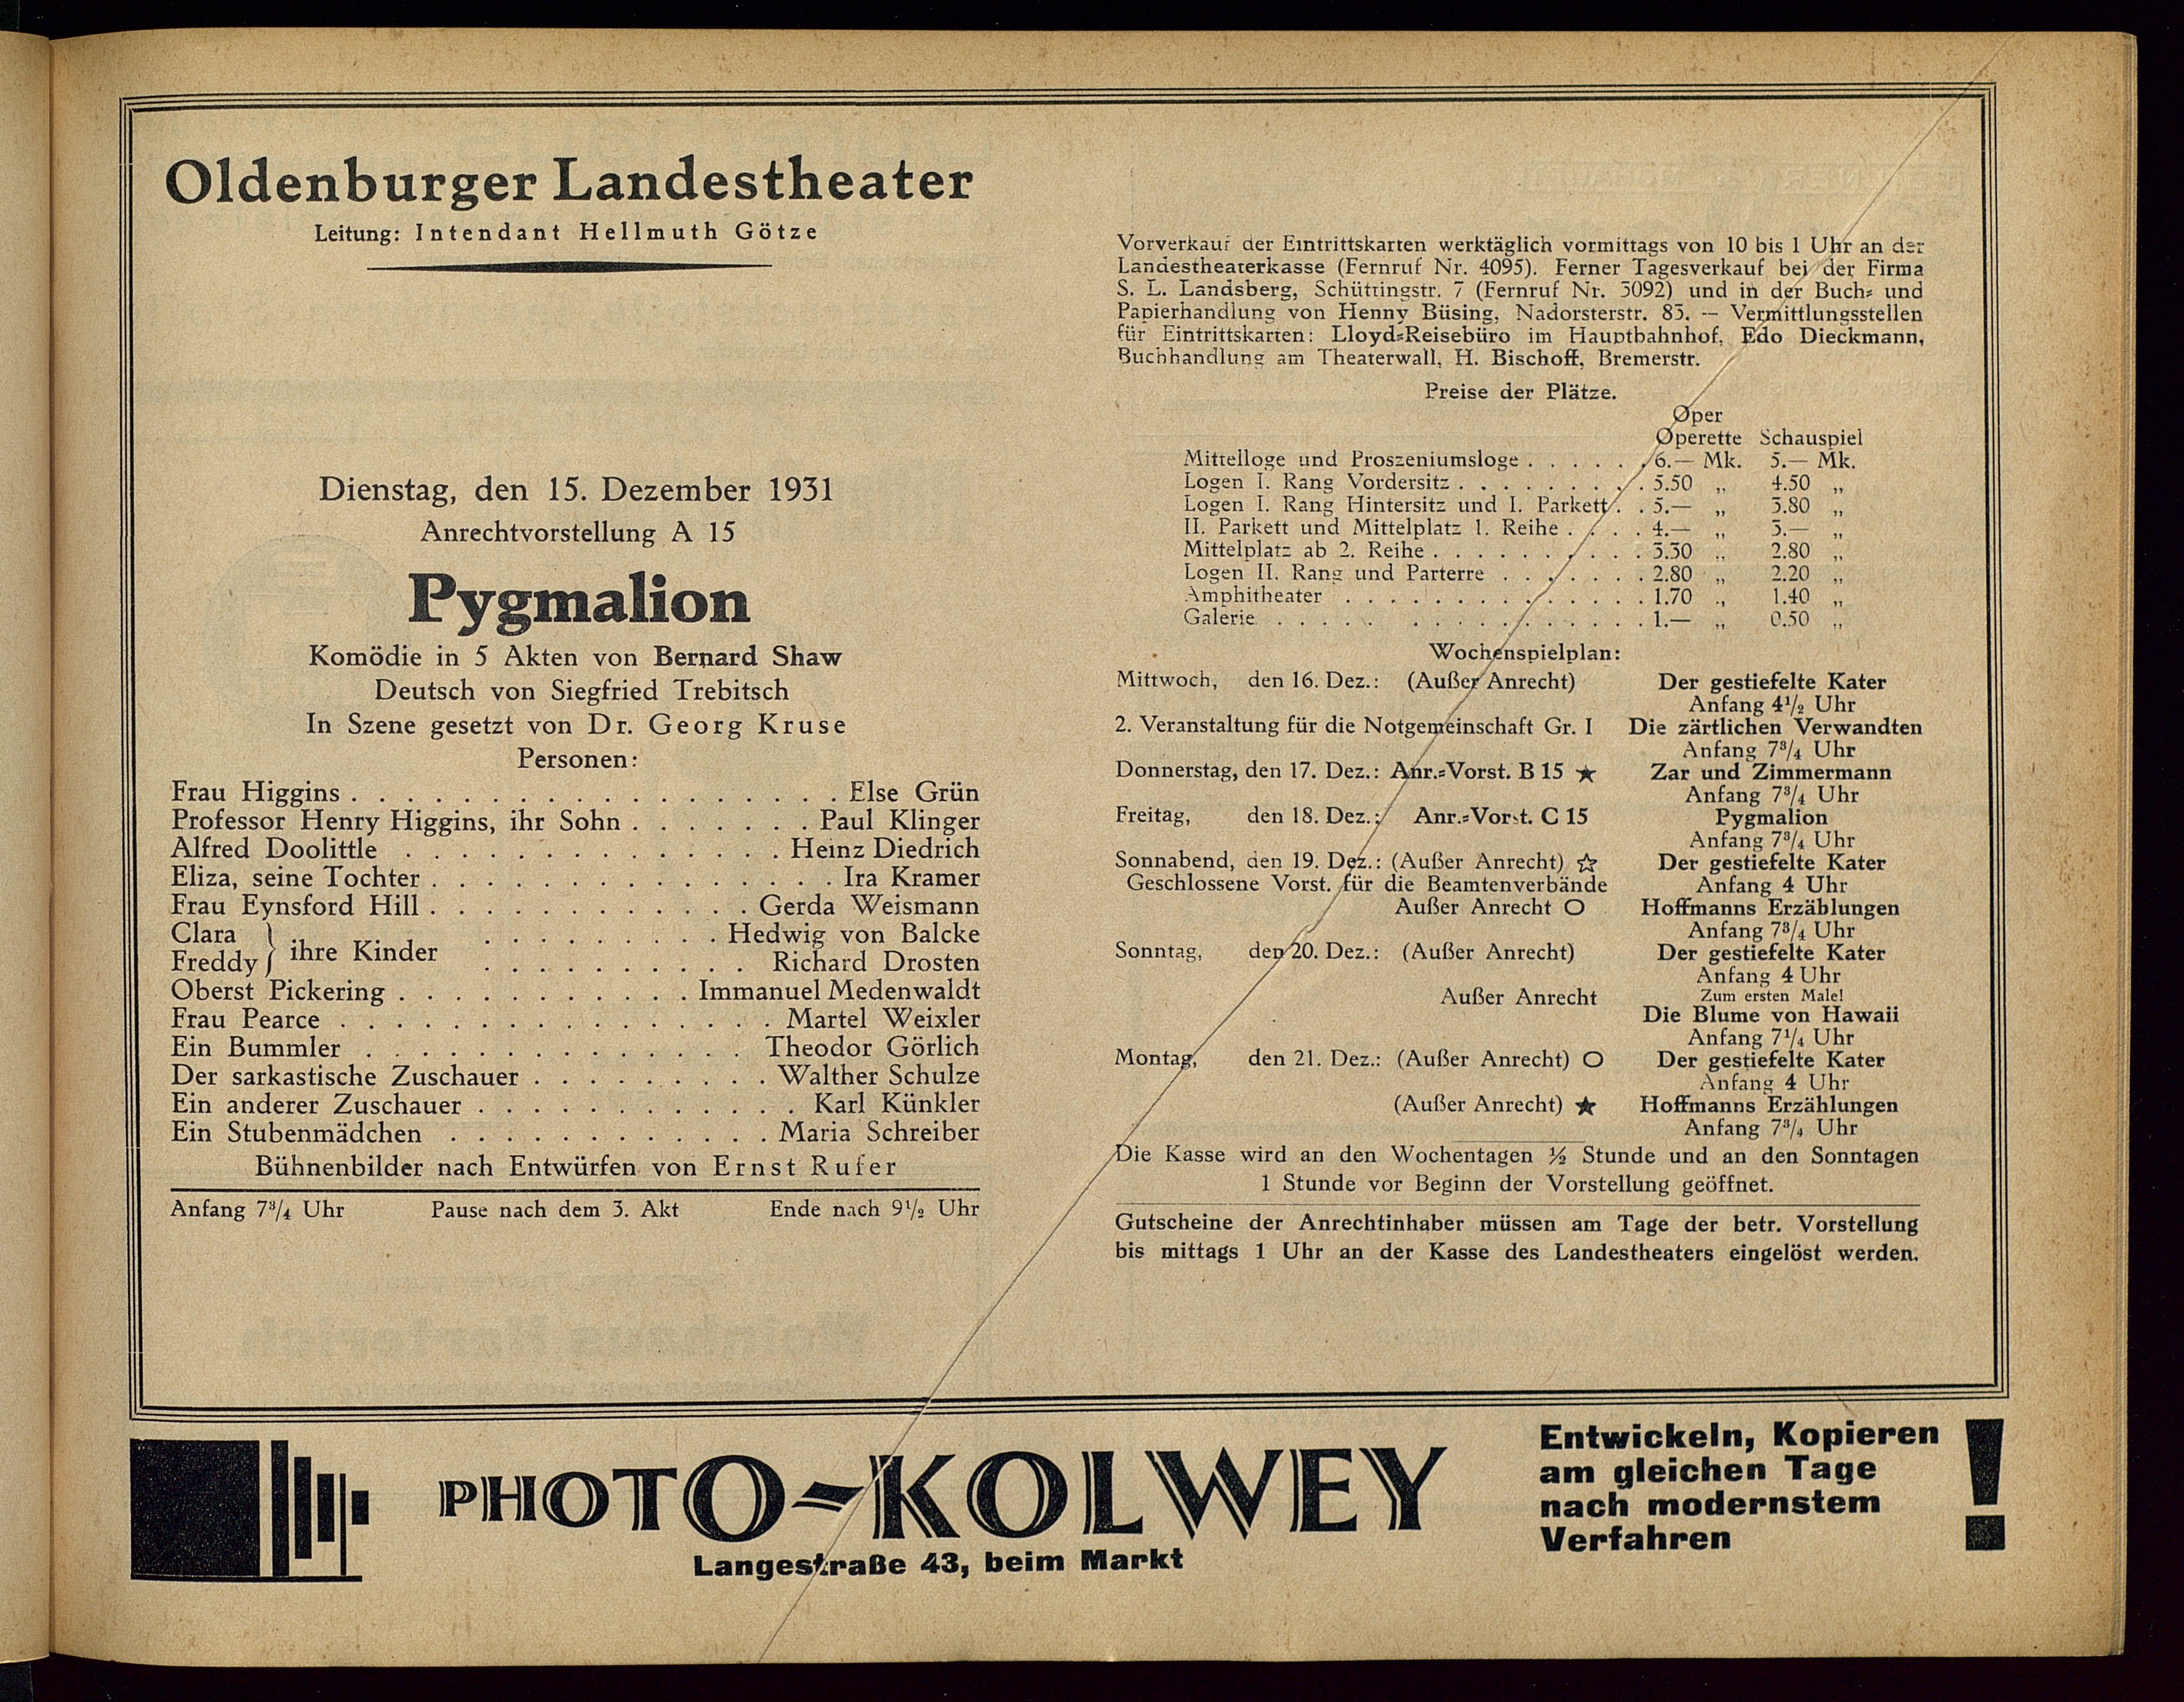 Oldenburger Landestheater
Leitung: Intendant Hellmuth Götze
Dienstag, den 15. Dezember 1931
Anrechtvorstellung A 15
Pygmalion
Komödie in 5 Akten von Bernard Shaw
Deutsch von Siegfried Trebitsch
In Szene gesetzt von Dr. Georg Kruse
Personen:
Frau Higgins . . . . . . . . . . . . . . . . . . Else Grün
Professor Henry Higgins, ihr Sohn . . . . . . . Paul Klinger
Alfred Doolittle . . . . . . . . . . . . . . Heinz Diedrich
Eliza, seine Tochter . . . . . . . . . . . . . . . Ira Kramer
Frau Eynsford Hill . . . . . . . . . . . . Gerda Weismann
Clara } ihre Kinder . . . . . . . . . Hedwig von Balcke
Freddy } . . . . . . . . . . Richard Drosten
Oberst Pickering . . . . . . . . . . . Immanuel Medenwaldt
Frau Pearce . . . . . . . . . . . . . . . . Martel Weixler
Ein Bummler . . . . . . . . . . . . . . Theodor Görlich
Der sarkastische Zuschauer . . . . . . . . . Walther Schulze
Ein anderer Zuschauer . . . . . . . . . . . . Karl Künkler
Ein Stubenmädchen . . . . . . . . . . . . Maria Schreiber
Bühnenbilder nach Entwürfen von Ernst Rufer
Anfang 7³/₄ Uhr Pause nach dem 3. Akt Ende nach 9¹/₂ Uhr
Vorverkauf der Eintrittskarten werktäglich vormittags von 10 bis 1 Uhr an der
Landestheaterkasse (Fernruf Nr. 4095). Ferner Tagesverkauf bei der Firma
S. L. Landsberg, Schüttingstr. 7 (Fernruf Nr. 3092) und in der Buch- und
Papierhandlung von Henny Büsing, Nadorsterstr. 83. — Vermittlungsstellen
für Eintrittskarten: Lloyd-Reisebüro im Hauptbahnhof, Edo Dieckmann,
Buchhandlung am Theaterwall, H. Bischoff, Bremerstr.
Preise der Plätze.
Oper
Operette Schauspiel
Mittelloge und Proszeniumsloge . . . . . . 6.— Mk. 5.— Mk.
Logen I. Rang Vordersitz . . . . . . . . . 5.50 „ 4.50 „
Logen I. Rang Hintersitz und I. Parkett . . 5.— „ 3.80 „
II. Parkett und Mittelplatz 1. Reihe . . . . 4.— „ 3.— „
Mittelplatz ab 2. Reihe . . . . . . . . . . 3.30 „ 2.80 „
Logen II. Rang und Parterre . . . . . . . 2.80 „ 2.20 „
Amphitheater . . . . . . . . . . . . . . 1.70 „ 1.40 „
Galerie . . . . . . . . . . . . . . . . 1.— „ 0.50 „
Wochenspielplan:
Mittwoch, den 16. Dez.: (Außer Anrecht) Der gestiefelte Kater
Anfang 4¹/₂ Uhr
2. Veranstaltung für die Notgemeinschaft Gr. I Die zärtlichen Verwandten
Anfang 7³/₄ Uhr
Donnerstag, den 17. Dez.: Anr.-Vorst. B 15 ★ Zar und Zimmermann
Anfang 7³/₄ Uhr
Freitag, den 18. Dez.: Anr.-Vorst. C 15 Pygmalion
Anfang 7³/₄ Uhr
Sonnabend, den 19. Dez.: (Außer Anrecht) ☆ Der gestiefelte Kater
Geschlossene Vorst. für die Beamtenverbände Anfang 4 Uhr
Außer Anrecht O Hoffmanns Erzählungen
Anfang 7³/₄ Uhr
Sonntag, den 20. Dez.: (Außer Anrecht) Der gestiefelte Kater
Anfang 4 Uhr
Zum ersten Male!
Außer Anrecht Die Blume von Hawaii
Anfang 7¹/₄ Uhr
Montag, den 21. Dez.: (Außer Anrecht) O Der gestiefelte Kater
Anfang 4 Uhr
(Außer Anrecht) ★ Hoffmanns Erzählungen
Anfang 7³/₄ Uhr
Die Kasse wird an den Wochentagen ½ Stunde und an den Sonntagen
1 Stunde vor Beginn der Vorstellung geöffnet.
Gutscheine der Anrechtinhaber müssen am Tage der betr. Vorstellung
bis mittags 1 Uhr an der Kasse des Landestheaters eingelöst werden.
PHOTO-KOLWEY
Langestraße 43, beim Markt
Entwickeln, Kopieren
am gleichen Tage
nach modernstem
Verfahren !